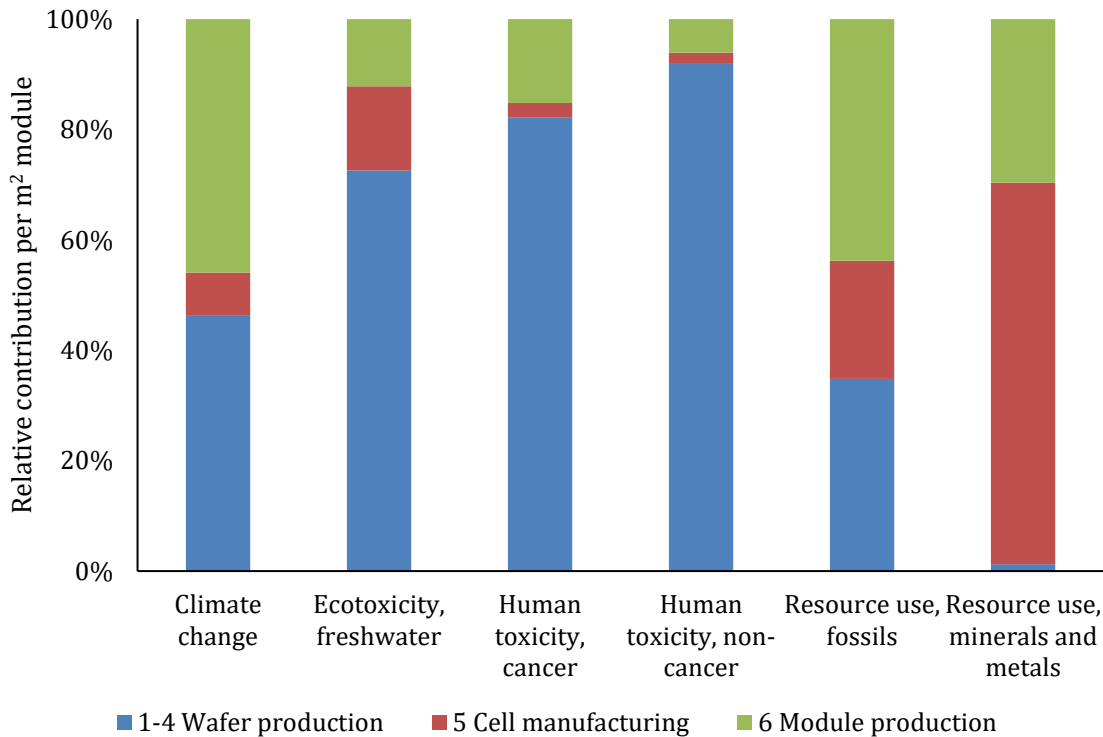 Relative contribution per m² module
100%
80%
60%
40%
20%
0%
Climate
change
Ecotoxicity,
freshwater
Human
toxicity,
cancer
Human
toxicity, non-
cancer
Resource use,
fossils
Resource use,
minerals and
metals
1-4 Wafer production
5 Cell manufacturing
6 Module production